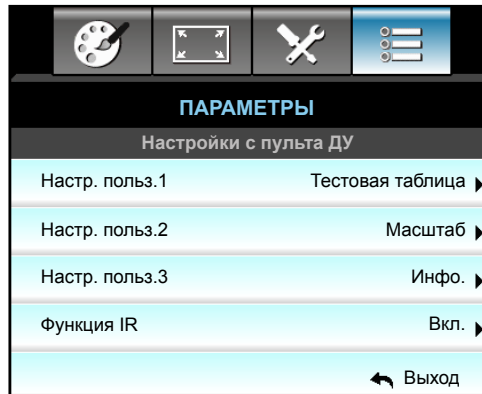 ПАРАМЕТРЫ
Настройки с пульта ДУ
Настр. польз.1 Тестовая таблица
Настр. польз.2 Масштаб
Настр. польз.3 Инфо.
Функция IR Вкл.
Выход